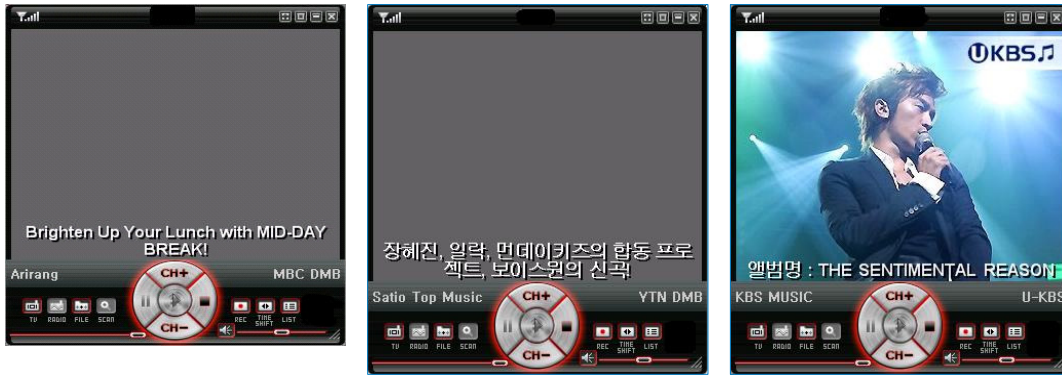 Brighten Up Your Lunch with MID-DAY
BREAK!
Arirang
CH+
MBC DMB
TV
RADIO
FILE
SCAN
REC
TIME
SHIFT
LIST
CH-
장혜진, 일락, 먼데이키즈의 합동 프로
젝트, 보이스원의 신곡!
Satio Top Music
CH+
YTN DMB
TV
RADIO
FILE
SCAN
REC
TIME
SHIFT
LIST
CH-
UKBS
앨범명 : THE SENTIMENTAL REASON
KBS MUSIC
CH+
U-KBS
TV
RADIO
FILE
SCAN
REC
TIME
SHIFT
LIST
CH-